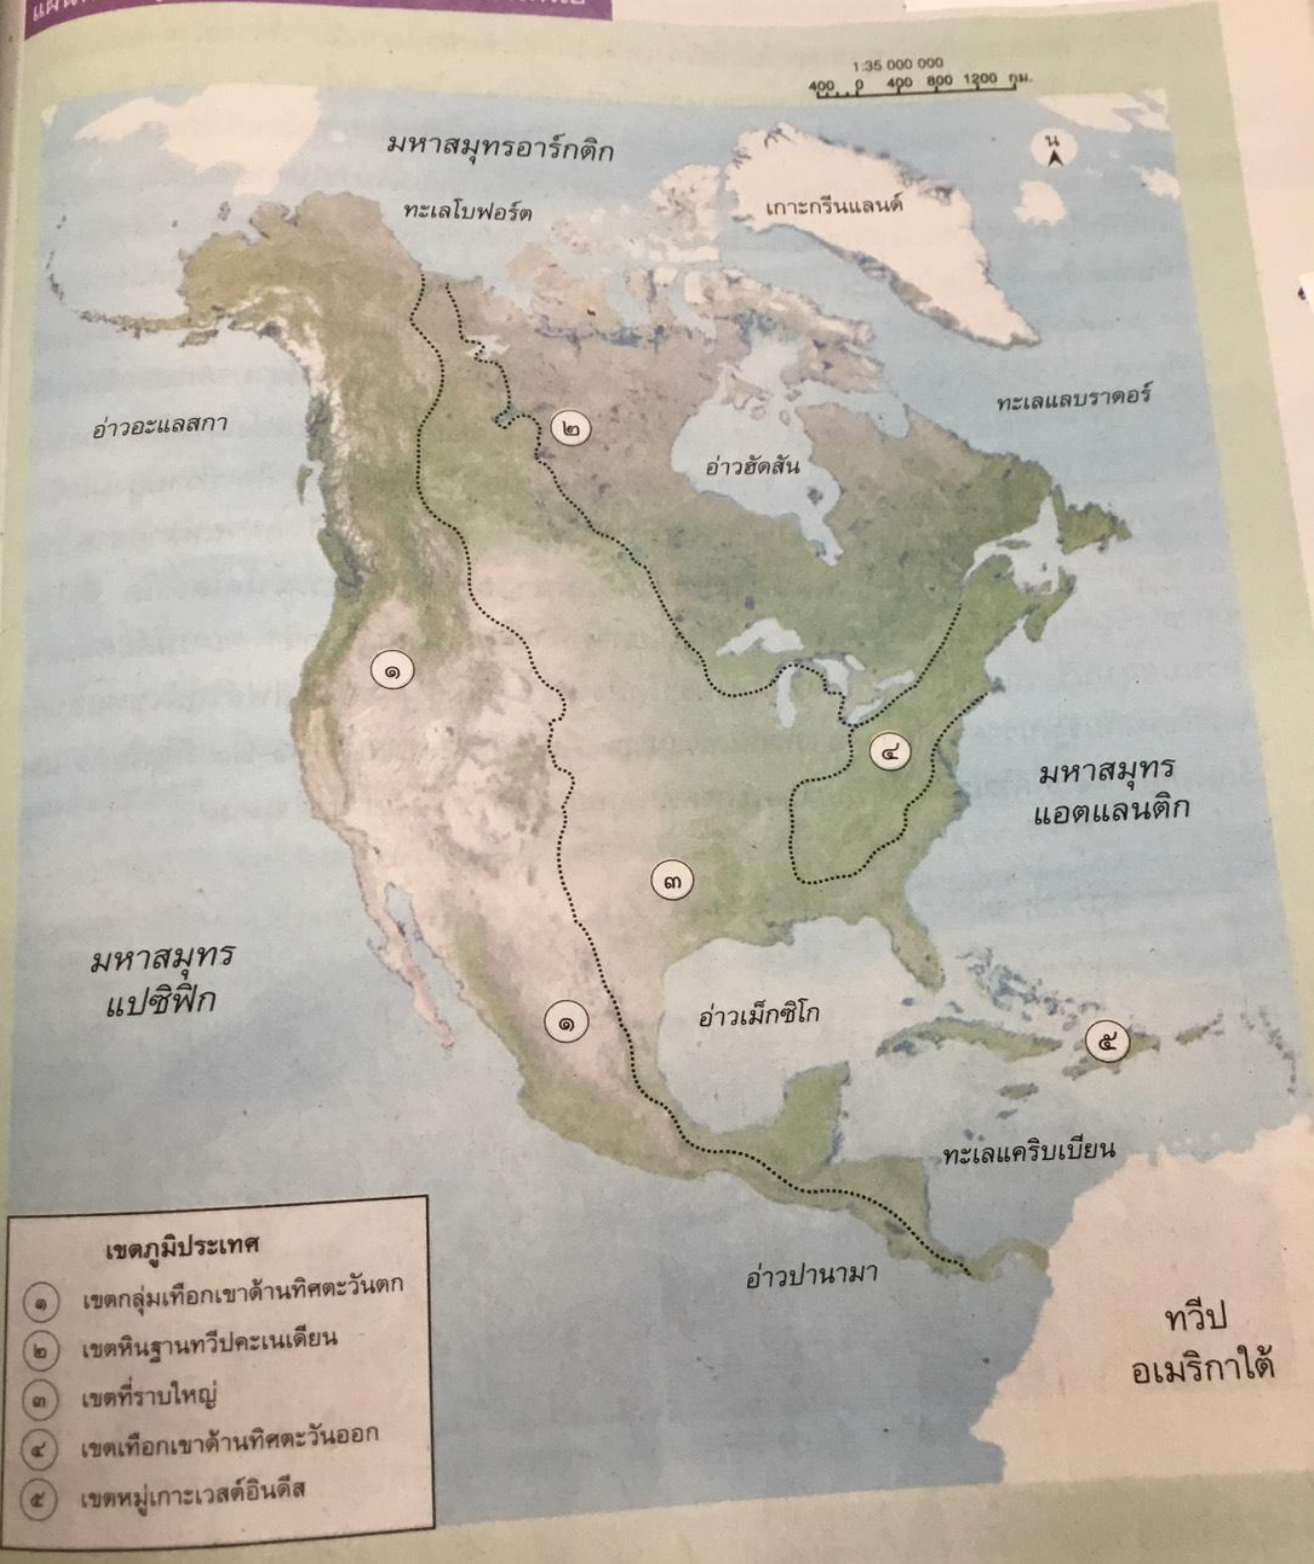 1:35 000 000
400 0 400 800 1200 กม.
น
มหาสมุทรอาร์กติก
ทะเลโบฟอร์ต
เกาะกรีนแลนด์
อ่าวอะแลสกา
ทะเลแลบราดอร์
๒
อ่าวฮัดสัน
๑
๔
มหาสมุทร
แอตแลนติก
๓
มหาสมุทร
แปซิฟิก
๑
อ่าวเม็กซิโก
๕
ทะเลแคริบเบียน
อ่าวปานามา
ทวีป
อเมริกาใต้
เขตภูมิประเทศ
๑ เขตกลุ่มเทือกเขาด้านทิศตะวันตก
๒ เขตหินฐานทวีปคะเนเดียน
๓ เขตที่ราบใหญ่
๔ เขตเทือกเขาด้านทิศตะวันออก
๕ เขตหมู่เกาะเวสต์อินดีส